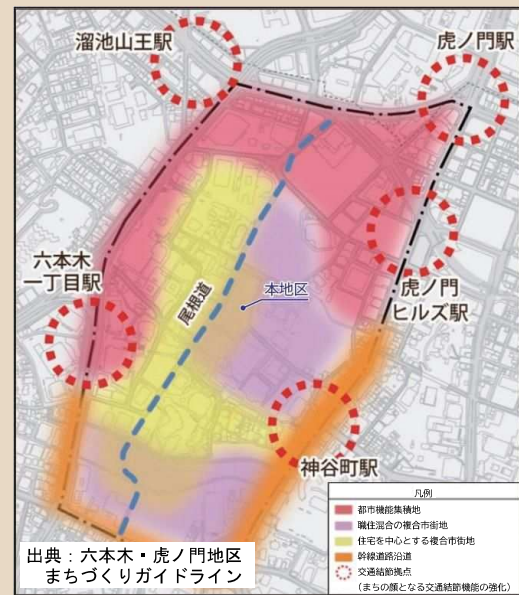 溜池山王駅
虎ノ門駅
六本木
一丁目駅
尾根道
本地区
虎ノ門
ヒルズ駅
神谷町駅
凡例
都市機能集積地
職住混合の複合市街地
住宅を中心とする複合市街地
幹線道路沿道
交通結節拠点
(まちの顔となる交通結節機能の強化)
出典：六本木・虎ノ門地区
まちづくりガイドライン